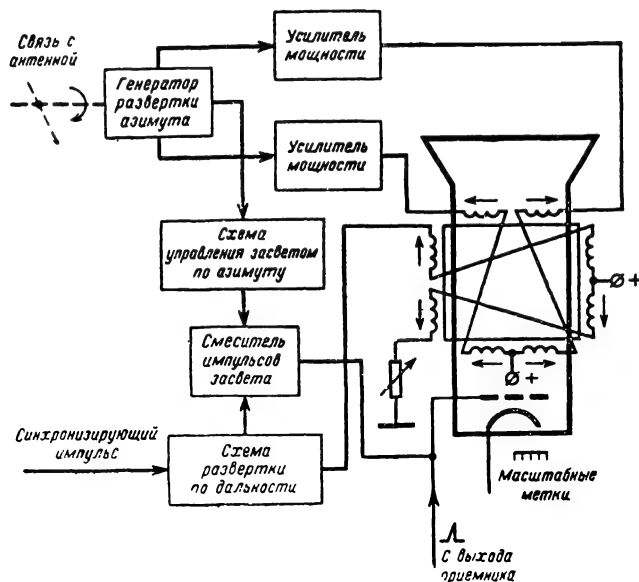 Связь с
антенной
Генератор
развертки
азимута
Усилитель
мощности
Усилитель
мощности
Схема
управления засветом
по азимуту
Смеситель
импульсов
засвета
Синхронизирующий
импульс
Схема
развертки
по дальности
+
+
Масштабные
метки
С выхода
приемника